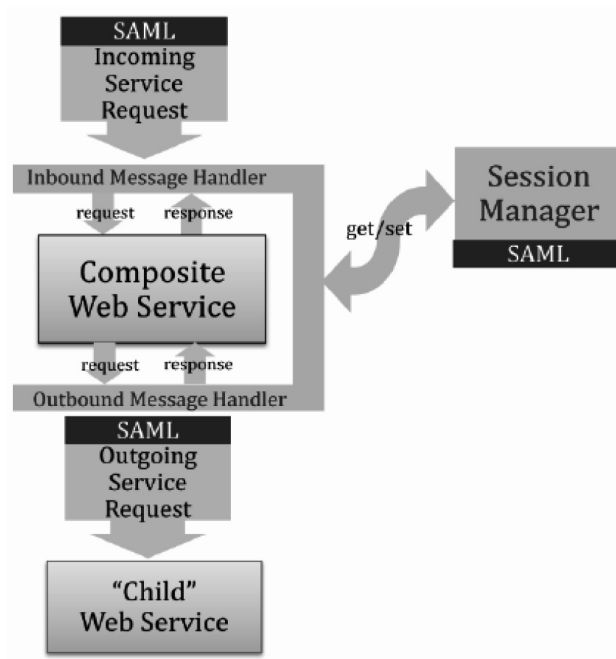 SAML
Incoming
Service
Request
Inbound Message Handler
request
response
Composite
Web Service
request
response
Outbound Message Handler
SAML
Outgoing
Service
Request
“Child”
Web Service
get/set
Session
Manager
SAML